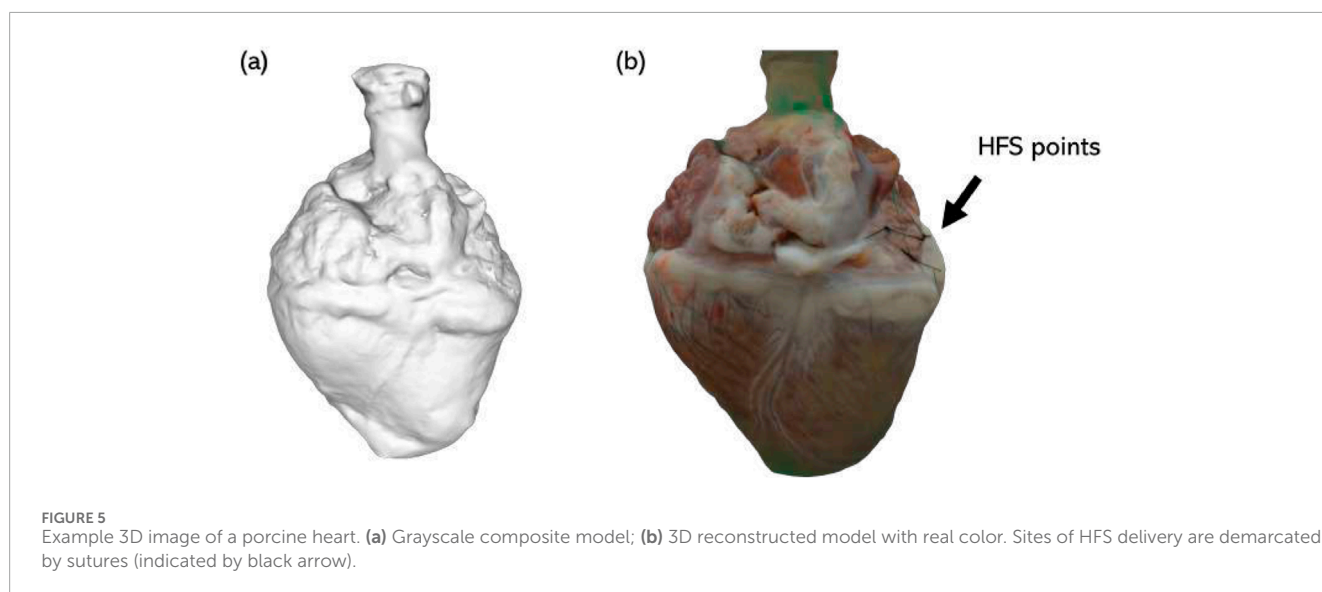 (a)
(b)
HFS points
FIGURE 5
Example 3D image of a porcine heart. (a) Grayscale composite model; (b) 3D reconstructed model with real color. Sites of HFS delivery are demarcated
by sutures (indicated by black arrow).